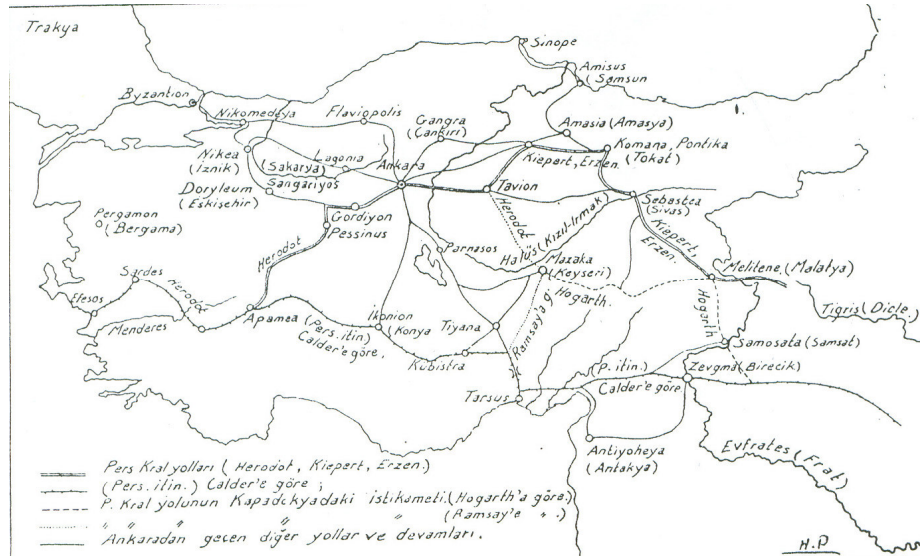 Trakya
Sinope
Amisus
(Samsun
Byzantion
Nikomedeya
Flaviopolis
Gangra
(Çankırı)
Amasia (Amasya)
Komana, Pontika
(Tokat)
Kiepert, Erzen.
Nikea
(İznik)
Lagonia
Ankara
(Sakarya)
Sangariyos
Doryleum
(Eskişehir)
Tavion
Gordiyon
Pessinus
Sebastea
(Sivas)
Kiepert,
Erzen.
Herodot
Halüs (Kızıl-Irmak)
Pergamon
(Bergama)
Herodot
Parnasos
Mazaka
(Keyseri)
Melitene (Malatya)
Sardes
Herodot
Efesos
Hogarth.
Hogarth
Tigris (Dicle.)
Menderes
Apamea
(Pers. itin)
Calder'e göre.
Ikonion
(Konya
Tiyana
Ramsay'a g.
Samosata (Samsat)
Kübistra
(P. itin.)
Calder'e göre
Zevgma (Birecik)
Tarsus
Antiyoheya
(Antakya)
Evfrates (Frat)
Pers Kral yolları (Herodot, Kiepert, Erzen.)
(Pers. itin.) Calder'e göre ;
P. Kral yolunun Kapadokyadaki istikameti. (Hogarth'a göre.)
" " " " " (Ramsay'e " .)
Ankaradan geçen diğer yollar ve devamları.
H.P